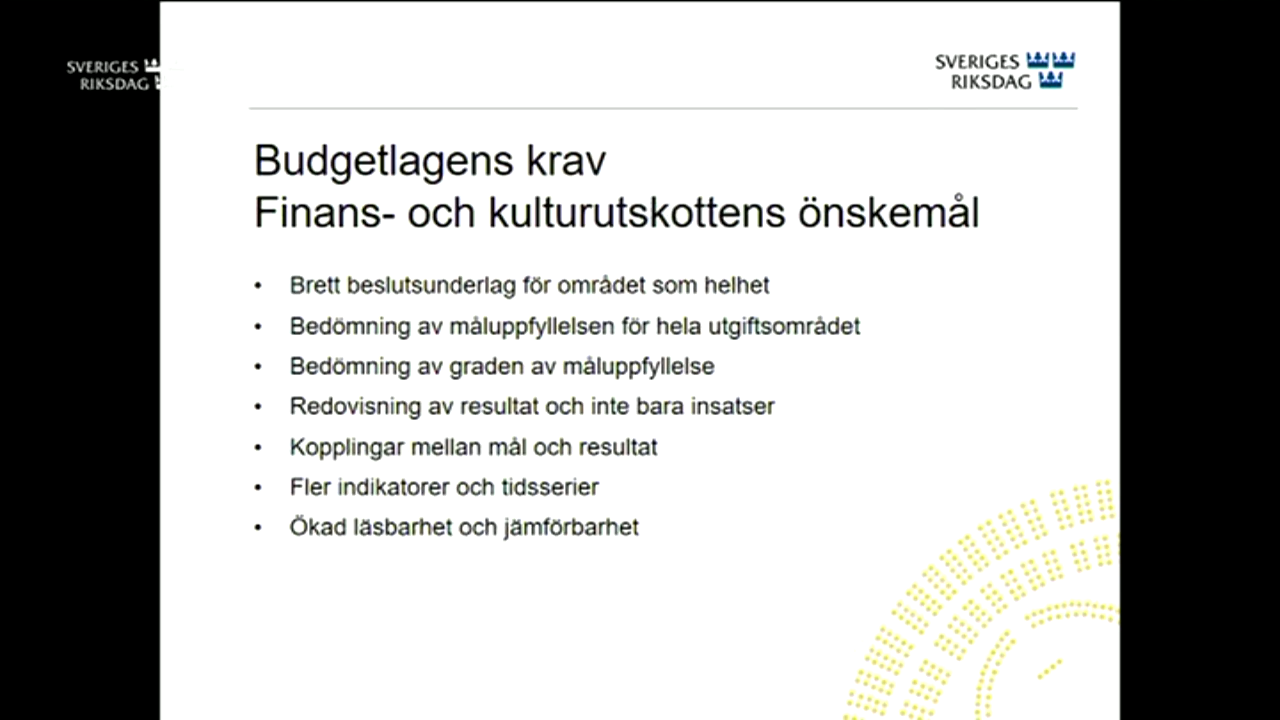 SVERIGES
RIKSDAG
SVERIGES
RIKSDAG
Budgetlagens krav
Finans- och kulturutskottens önskemål
• Brett beslutsunderlag för området som helhet
• Bedömning av måluppfyllelsen för hela utgiftsområdet
• Bedömning av graden av måluppfyllelse
• Redovisning av resultat och inte bara insatser
• Kopplingar mellan mål och resultat
• Fler indikatorer och tidsserier
• Ökad läsbarhet och jämförbarhet